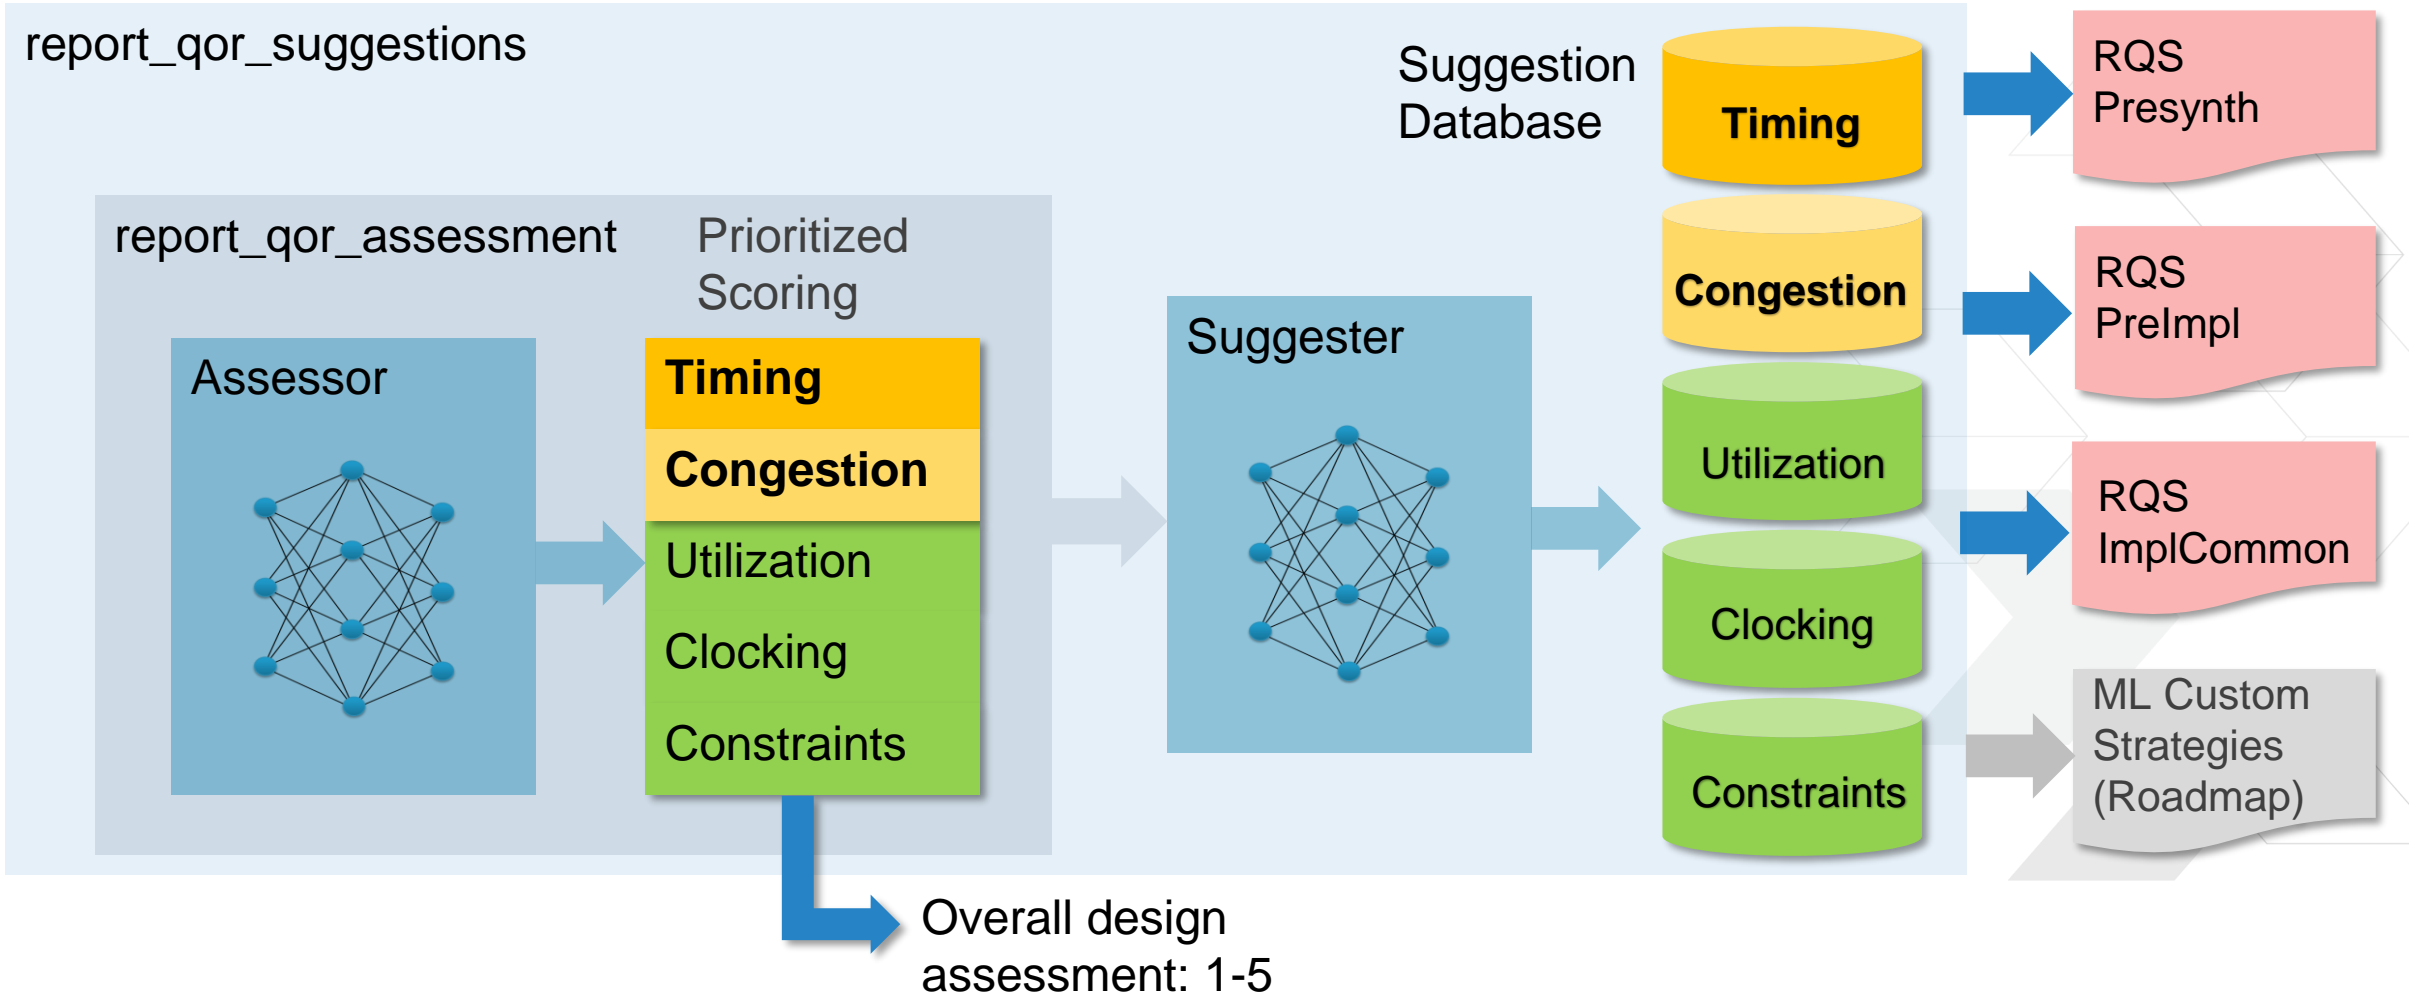 report_qor_suggestions
report_qor_assessment
Prioritized
Scoring
Assessor
Timing
Congestion
Utilization
Clocking
Constraints
Overall design
assessment: 1-5
Suggester
Suggestion
Database
Timing
Congestion
Utilization
Clocking
Constraints
RQS
Presynth
RQS
PreImpl
RQS
ImplCommon
ML Custom
Strategies
(Roadmap)